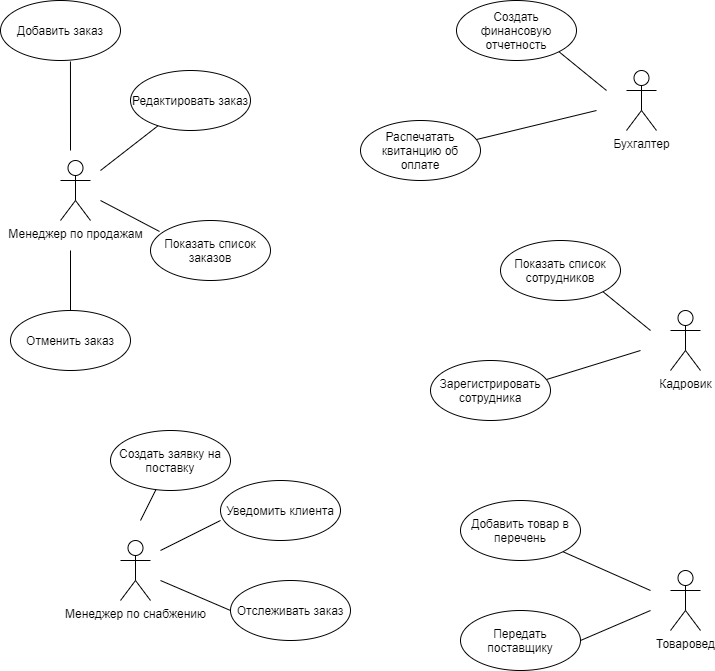 Добавить заказ
Редактировать заказ
Менеджер по продажам
Показать список
заказов
Отменить заказ
Создать
финансовую
отчетность
Распечатать
квитанцию об
оплате
Бухгалтер
Показать список
сотрудников
Зарегистрировать
сотрудника
Кадровик
Создать заявку на
поставку
Уведомить клиента
Отслеживать заказ
Менеджер по снабжению
Добавить товар в
перечень
Передать
поставщику
Товаровед